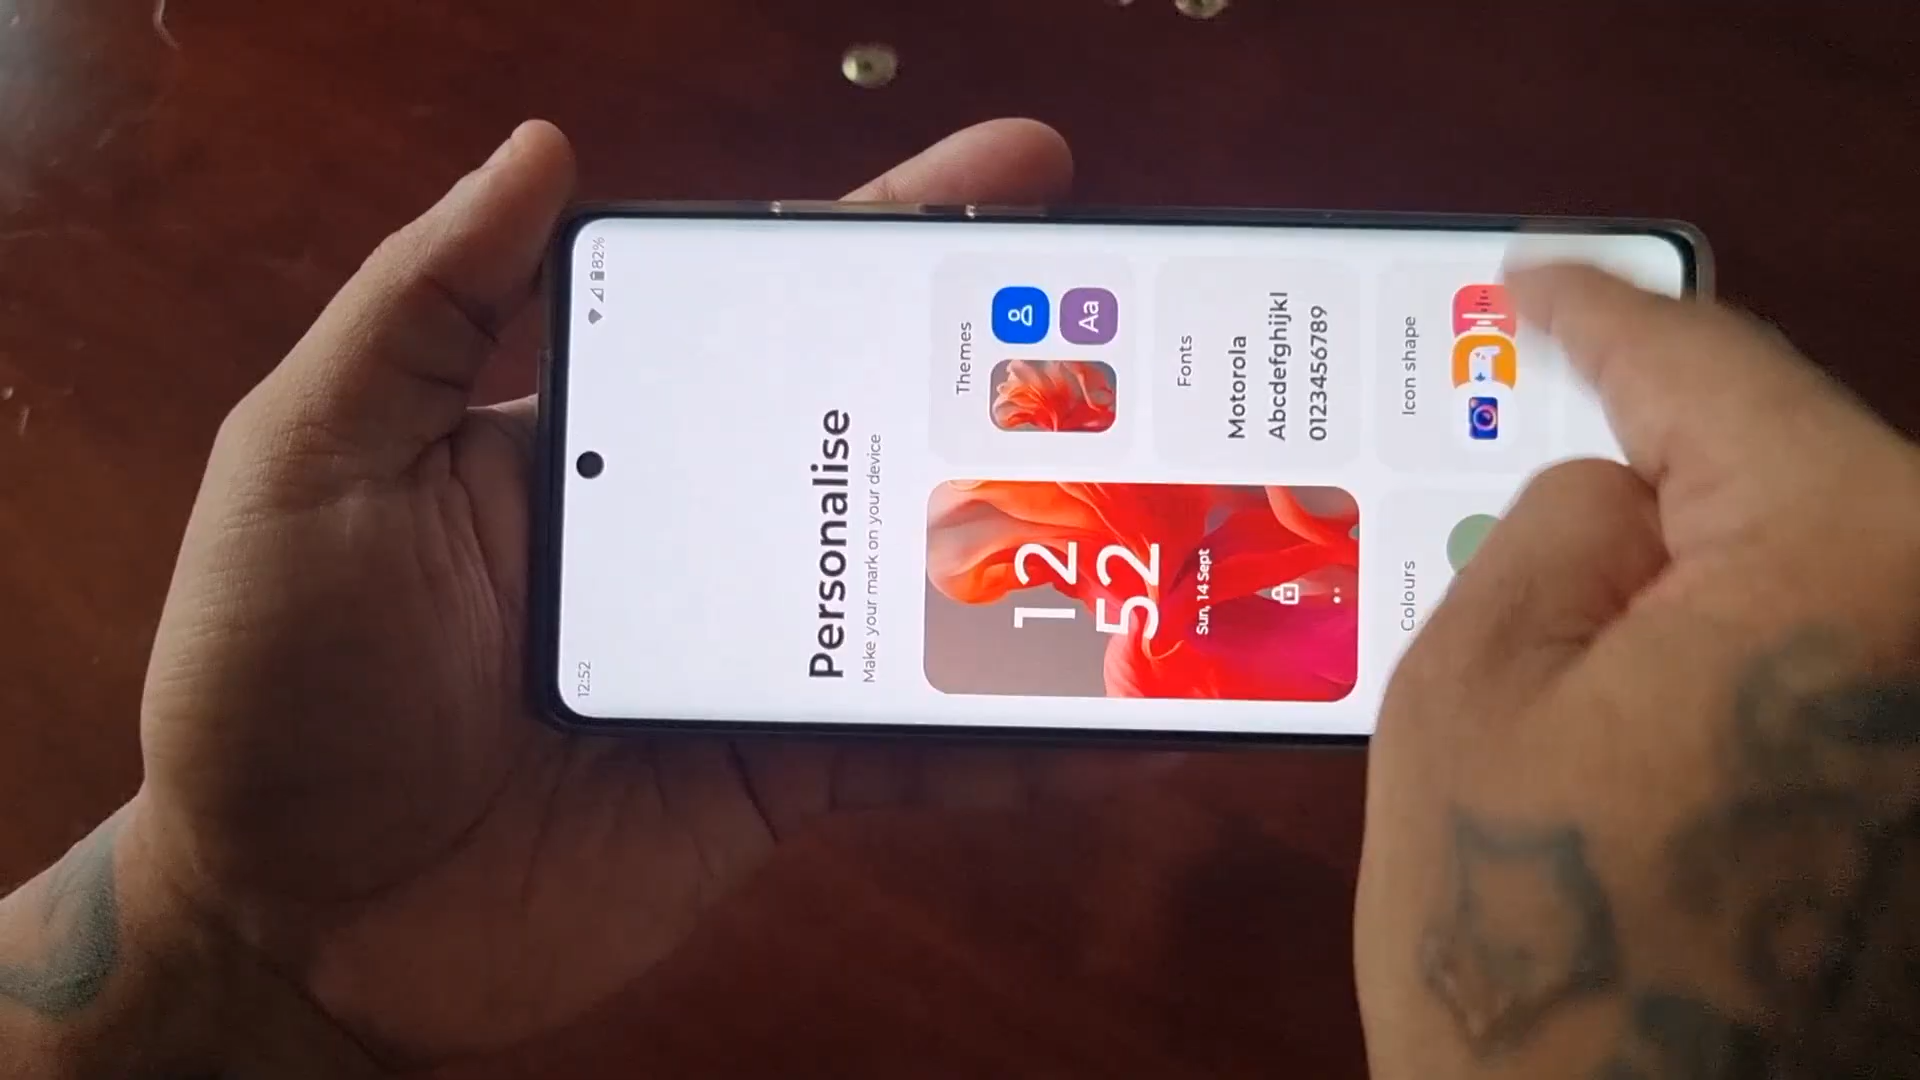 12:52
82%
Personalise
Make your mark on your device
12
52
Sun, 14 Sept
Themes
Aa
Fonts
Motorola
Abcdefghijkl
0123456789
Colours
Icon shape